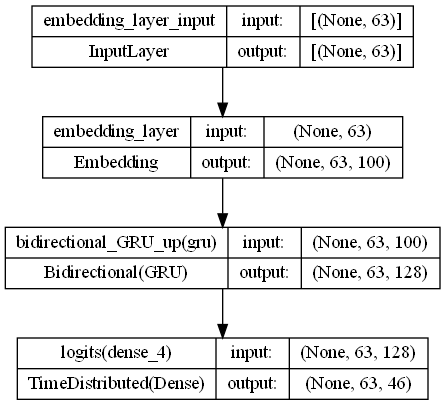 embedding_layer_input input: [(None, 63)]
InputLayer output: [(None, 63)]
embedding_layer input: (None, 63)
Embedding output: (None, 63, 100)
bidirectional_GRU_up(gru) input: (None, 63, 100)
Bidirectional(GRU) output: (None, 63, 128)
logits(dense_4) input: (None, 63, 128)
TimeDistributed(Dense) output: (None, 63, 46)